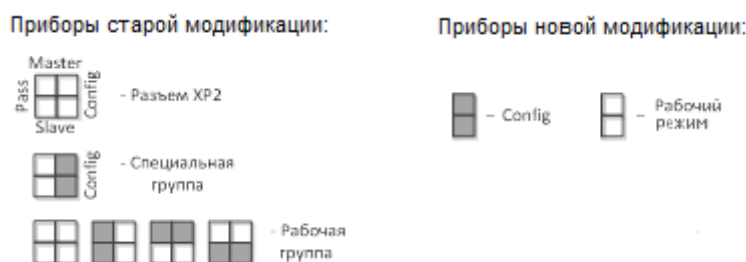 Приборы старой модификации:
Master
Pass
Config
Slave
- Разъем XP2
Config
- Специальная
группа
- Рабочая
группа
Приборы новой модификации:
- Config
- Рабочий
режим